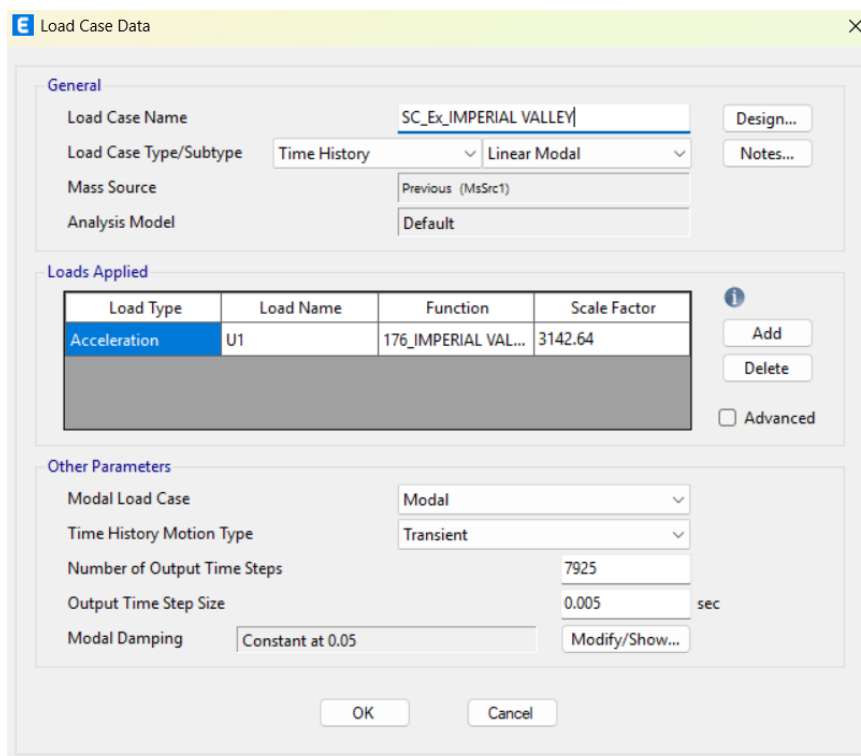 E Load Case Data
General
Load Case Name SC_Ex_IMPERIAL VALLEY Design...
Load Case Type/Subtype Time History Linear Modal Notes...
Mass Source Previous (MsSrc1)
Analysis Model Default
Loads Applied
Load Type Load Name Function Scale Factor
Acceleration U1 176_IMPERIAL VAL... 3142.64
i
Add
Delete
Advanced
Other Parameters
Modal Load Case Modal
Time History Motion Type Transient
Number of Output Time Steps 7925
Output Time Step Size 0.005 sec
Modal Damping Constant at 0.05 Modify/Show...
OK Cancel